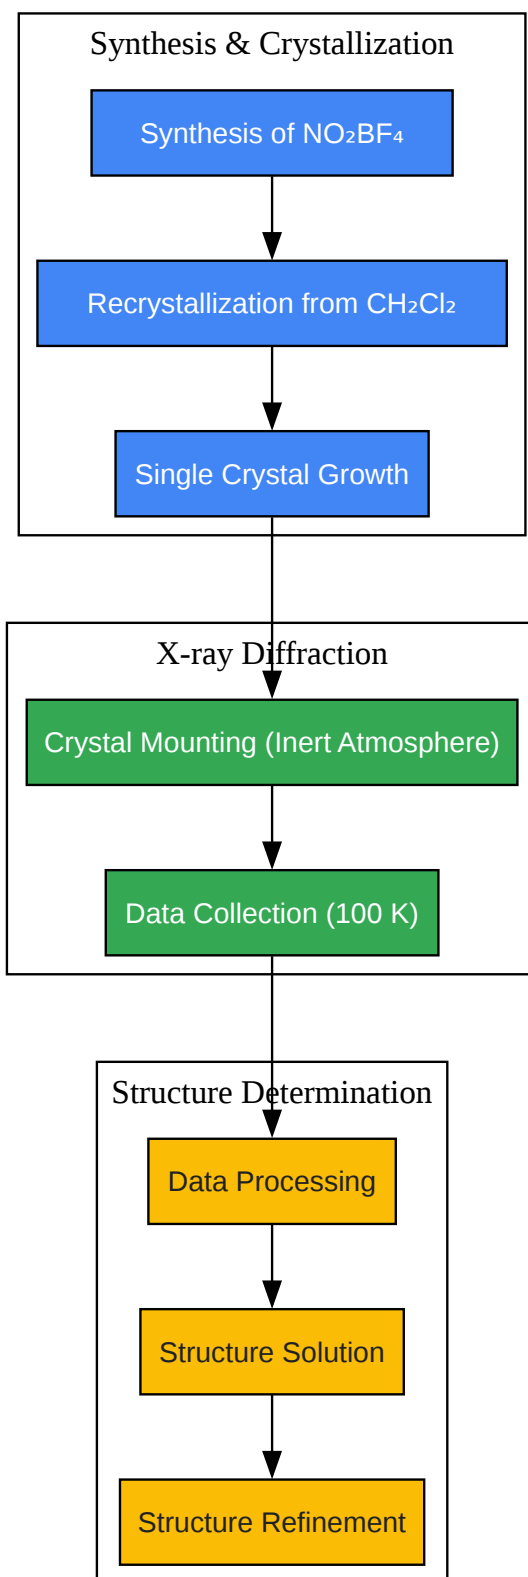 Synthesis & Crystallization
Synthesis of NO₂BF₄
Recrystallization from CH₂Cl₂
Single Crystal Growth
X-ray Diffraction
Crystal Mounting (Inert Atmosphere)
Data Collection (100 K)
Structure Determination
Data Processing
Structure Solution
Structure Refinement